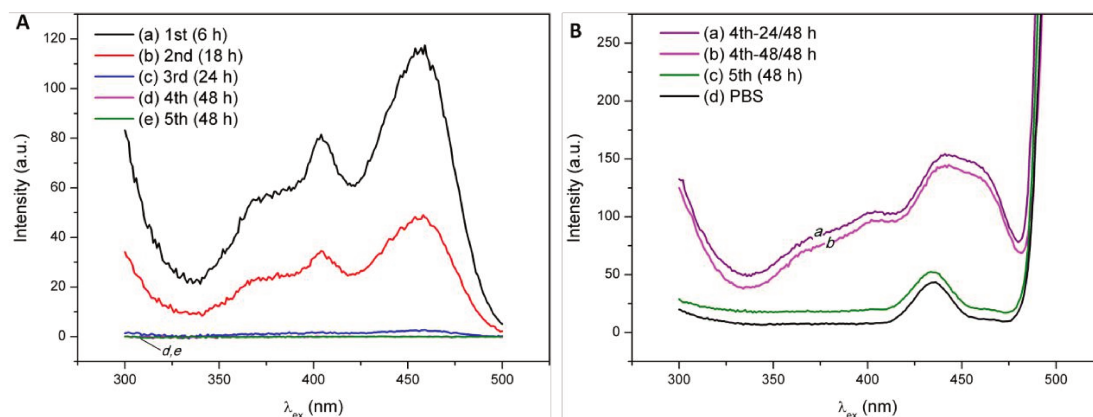 A
(a) 1st (6 h)
(b) 2nd (18 h)
(c) 3rd (24 h)
(d) 4th (48 h)
(e) 5th (48 h)
Intensity (a.u.)
120
100
80
60
40
20
0
d,e
300
350
400
450
500
λex (nm)
B
(a) 4th-24/48 h
(b) 4th-48/48 h
(c) 5th (48 h)
(d) PBS
Intensity (a.u.)
250
200
150
100
50
0
a
b
300
350
400
450
500
λex (nm)